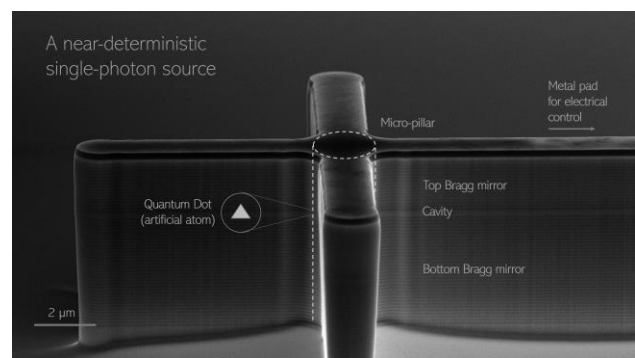 A near-deterministic
single-photon source
Metal pad
for electrical
control
Micro-pillar
Top Bragg mirror
Quantum Dot
(artificial atom)
Cavity
Bottom Bragg mirror
2 µm